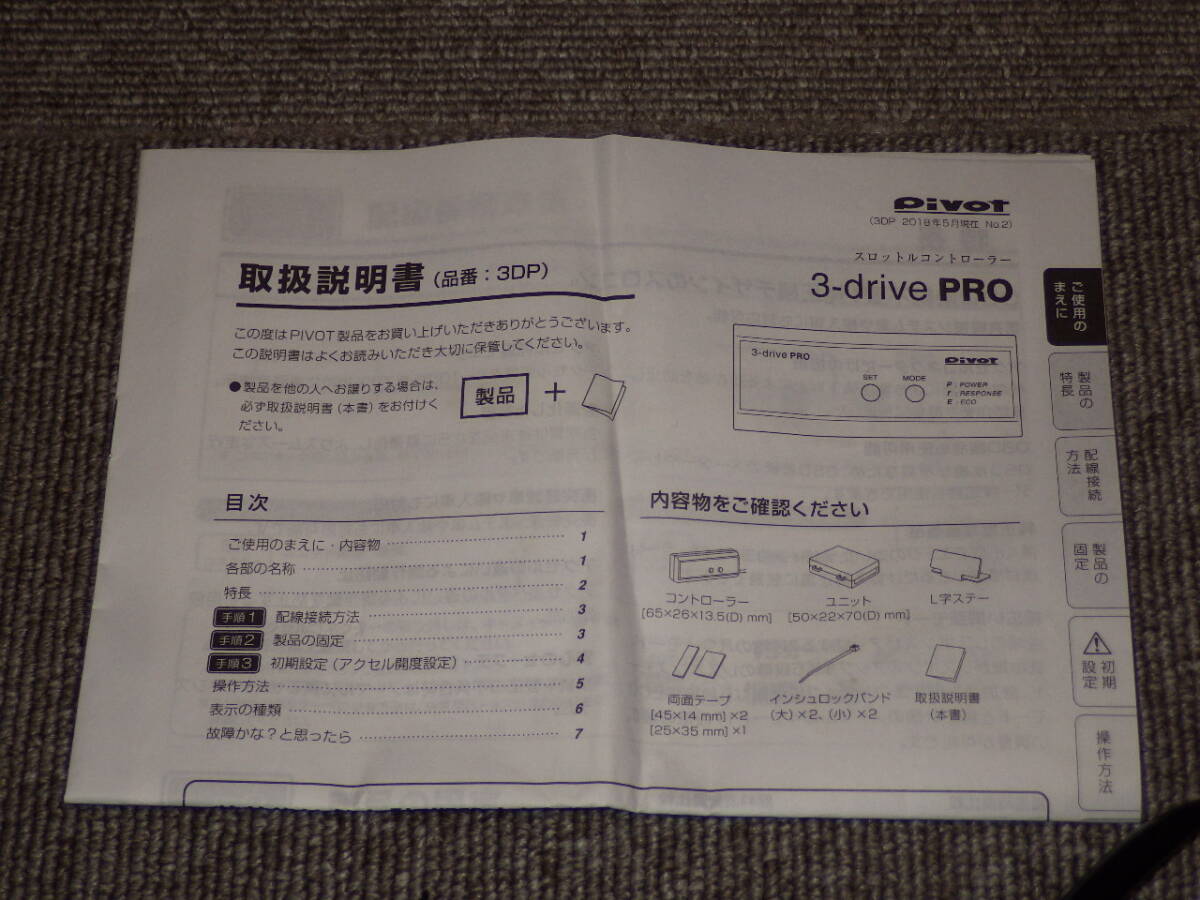 Pivot
(3DP 2018年5月現在 No.2)
スロットルコントローラー
3-drive PRO
取扱説明書(品番:3DP)
この度はPIVOT製品をお買い上げいただきありがとうございます。
この説明書はよくお読みいただき大切に保管してください。
●製品を他の人へお譲りする場合は、
必ず取扱説明書(本書)をお付けく
ださい。
製品
+
3-drive PRO
Pivot
SET
MODE
P : POWER
r : RESPONSE
E : ECO
目次
ご使用のまえに・内容物 1
各部の名称 1
特長 2
手順1 配線接続方法 3
手順2 製品の固定 3
手順3 初期設定(アクセル開度設定) 4
操作方法 5
表示の種類 6
故障かな?と思ったら 7
内容物をご確認ください
コントローラー
[65×26×13.5(D) mm]
ユニット
[50×22×70(D) mm]
L字ステー
両面テープ
[45×14 mm]×2
[25×35 mm]×1
インシュロックバンド
(大)×2、(小)×2
取扱説明書
(本書)
ご使用の
まえに
製品の
特長
配線接続
方法
製品の
固定
初期
設定
操作方法